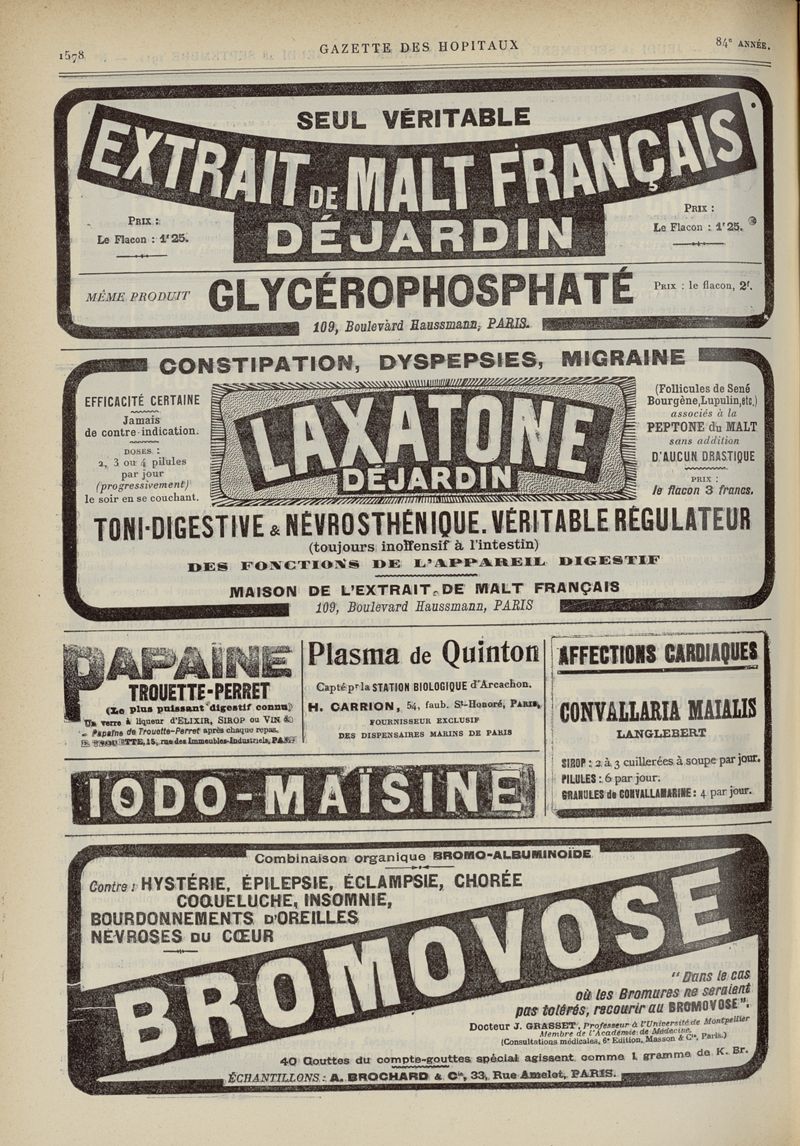 1578
GAZETTE DES HOPITAUX
84e ANNÉE.
SEUL VÉRITABLE
EXTRAIT DE MALT FRANÇAIS
DÉJARDIN
PRIX :
Le Flacon : 1f25.
PRIX :
Le Flacon : 1f25.
MÊME PRODUIT GLYCÉROPHOSPHATÉ PRIX : le flacon, 2f.
109, Boulevard Haussmann, PARIS.
CONSTIPATION, DYSPEPSIES, MIGRAINE
EFFICACITÉ CERTAINE
Jamais
de contre-indication.
DOSES :
2, 3 ou 4 pilules
par jour
(progressivement)
le soir en se couchant.
LAXATONE
DÉJARDIN
(Follicules de Sené
Bourgène, Lupulin, etc.)
associés à la
PEPTONE du MALT
sans addition
D'AUCUN DRASTIQUE
PRIX :
le flacon 3 francs.
TONI-DIGESTIVE & NÉVROSTHÉNIQUE. VÉRITABLE RÉGULATEUR
(toujours inoffensif à l'intestin)
DES FONCTIONS DE L'APPAREIL DIGESTIF
MAISON DE L'EXTRAIT DE MALT FRANÇAIS
109, Boulevard Haussmann, PARIS
PAPAÏNE
TROUETTE-PERRET
(Le plus puissant digestif connu)
Un verre à liqueur d'ELIXIR, SIROP ou VIN de
Papaïne de Trouette-Perret après chaque repas.
15, rue des Immeubles-Industriels, PARIS
Plasma de Quinton
Capté pr la STATION BIOLOGIQUE d'Arcachon.
H. CARRION, 54, faub. St-Honoré, PARIS,
FOURNISSEUR EXCLUSIF
DES DISPENSAIRES MARINS DE PARIS
AFFECTIONS CARDIAQUES
CONVALLARIA MAIALIS
LANGLEBERT
SIROP : 2 à 3 cuillerées à soupe par jour.
PILULES : 6 par jour.
GRANULES de CONVALLAMARINE : 4 par jour.
IODO-MAÏSINE
Combinaison organique BROMO-ALBUMINOÏDE
Contre : HYSTÉRIE, ÉPILEPSIE, ÉCLAMPSIE, CHORÉE
COQUELUCHE, INSOMNIE,
BOURDONNEMENTS D'OREILLES
NÉVROSES DU CŒUR
BROMOVOSE
"Dans le cas
où les Bromures ne seraient
pas tolérés, recourir au BROMOVOSE".
Docteur J. GRASSET, Professeur à l'Université de Montpellier
Membre de l'Académie de Médecine.
(Consultations médicales, 6e Edition, Masson & Cie, Paris.)
40 Gouttes du compte-gouttes spécial agissent comme 1 gramme de K. Br.
ÉCHANTILLONS : A. BROCHARD & Cie, 33, Rue Amelot, PARIS.